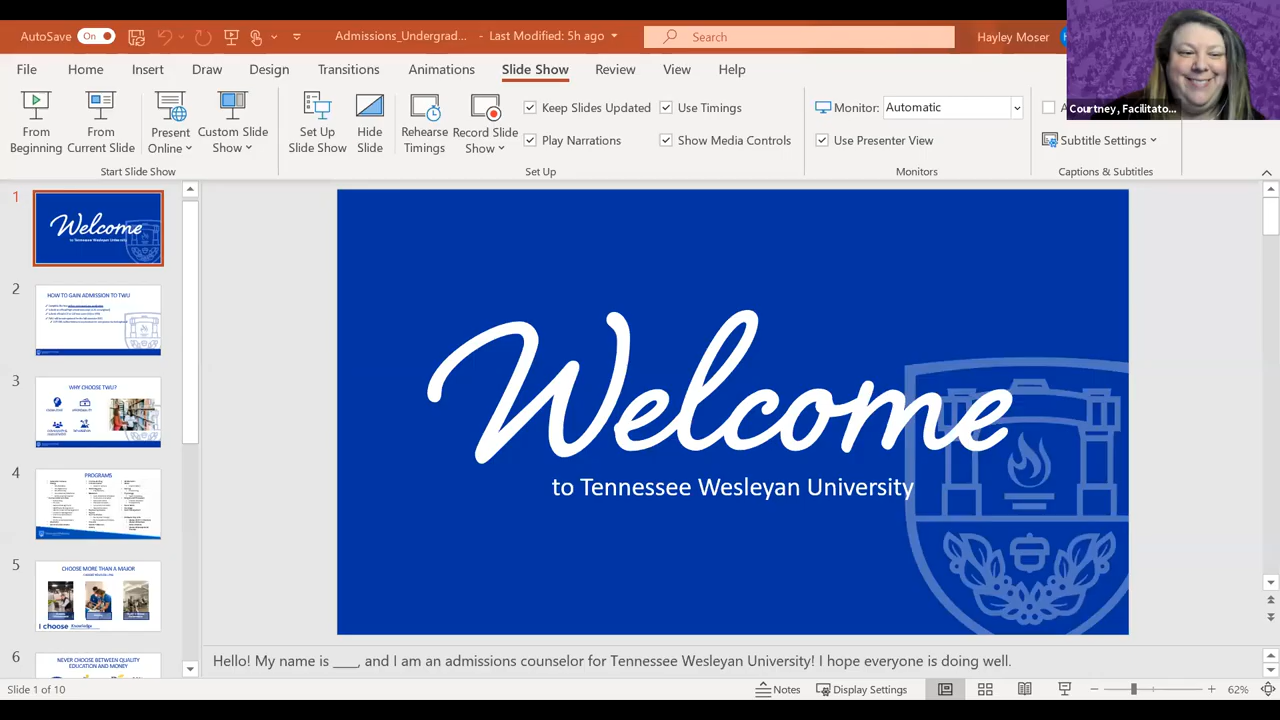 AutoSave On Admissions_Undergrad... - Last Modified: 5h ago Search Hayley Moser
File Home Insert Draw Design Transitions Animations Slide Show Review View Help
From Beginning
From Current Slide
Present Online
Custom Slide Show
Start Slide Show
Set Up Slide Show
Hide Slide
Rehearse Timings
Record Slide Show
Keep Slides Updated
Play Narrations
Use Timings
Show Media Controls
Set Up
Monitor: Automatic
Use Presenter View
Monitors
Courtney, Facilitato...
Subtitle Settings
Captions & Subtitles
1
Welcome
to Tennessee Wesleyan University
2
HOW TO GAIN ADMISSION TO TWU
3
WHY CHOOSE TWU?
4
PROGRAMS
5
CHOOSE MORE THAN A MAJOR
I choose Knowledge
6
NEVER CHOOSE BETWEEN QUALITY
EDUCATION AND MONEY
Welcome
to Tennessee Wesleyan University
Hello! My name is ____, and I am an admissions counselor for Tennessee Wesleyan University! I hope everyone is doing well.
Slide 1 of 10 Notes Display Settings 62%